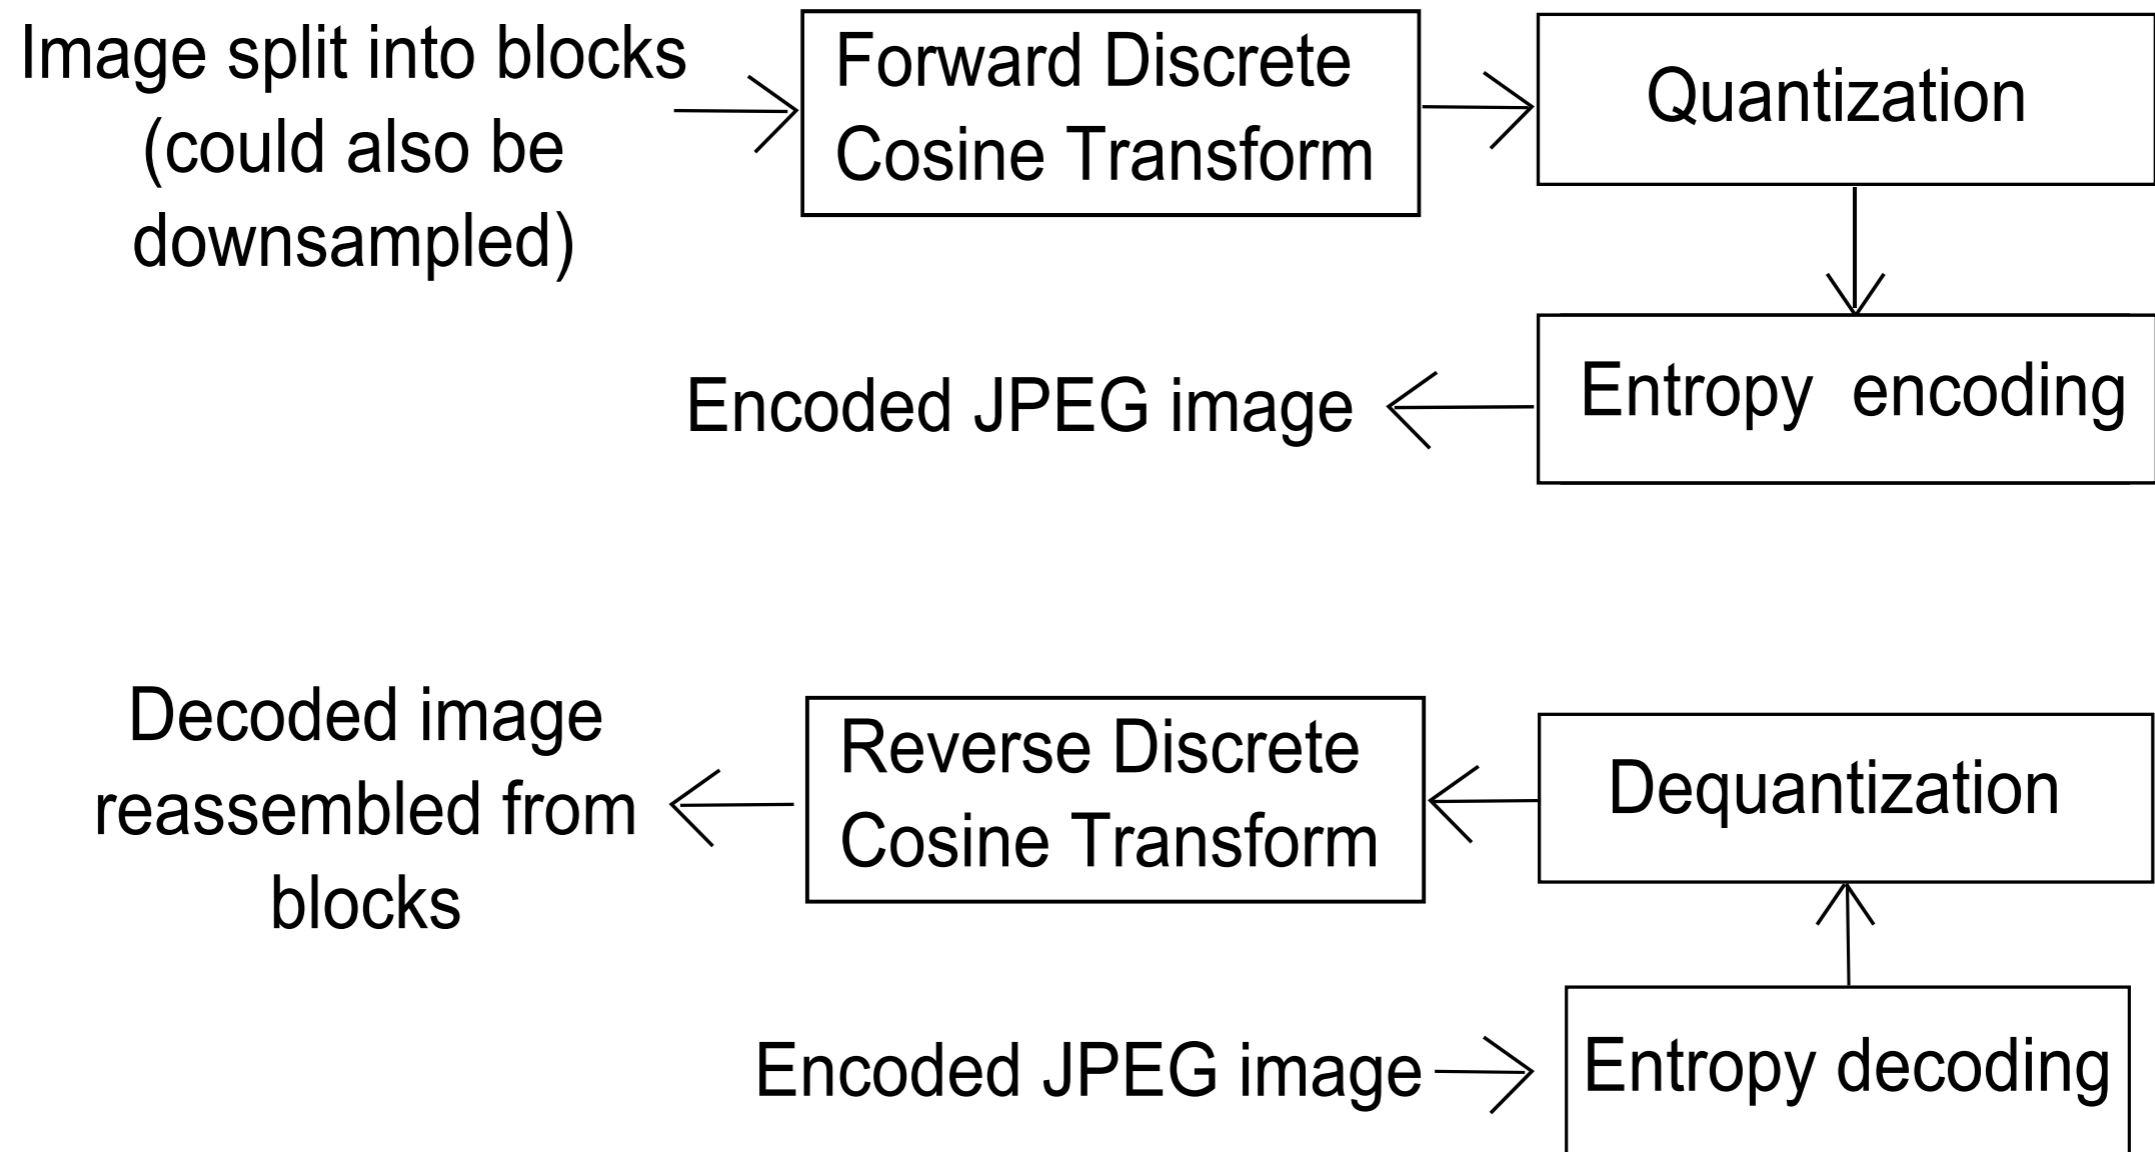 Image split into blocks
(could also be
downsampled)
Forward Discrete
Cosine Transform
Quantization
Entropy encoding
Encoded JPEG image
Decoded image
reassembled from
blocks
Reverse Discrete
Cosine Transform
Dequantization
Encoded JPEG image
Entropy decoding